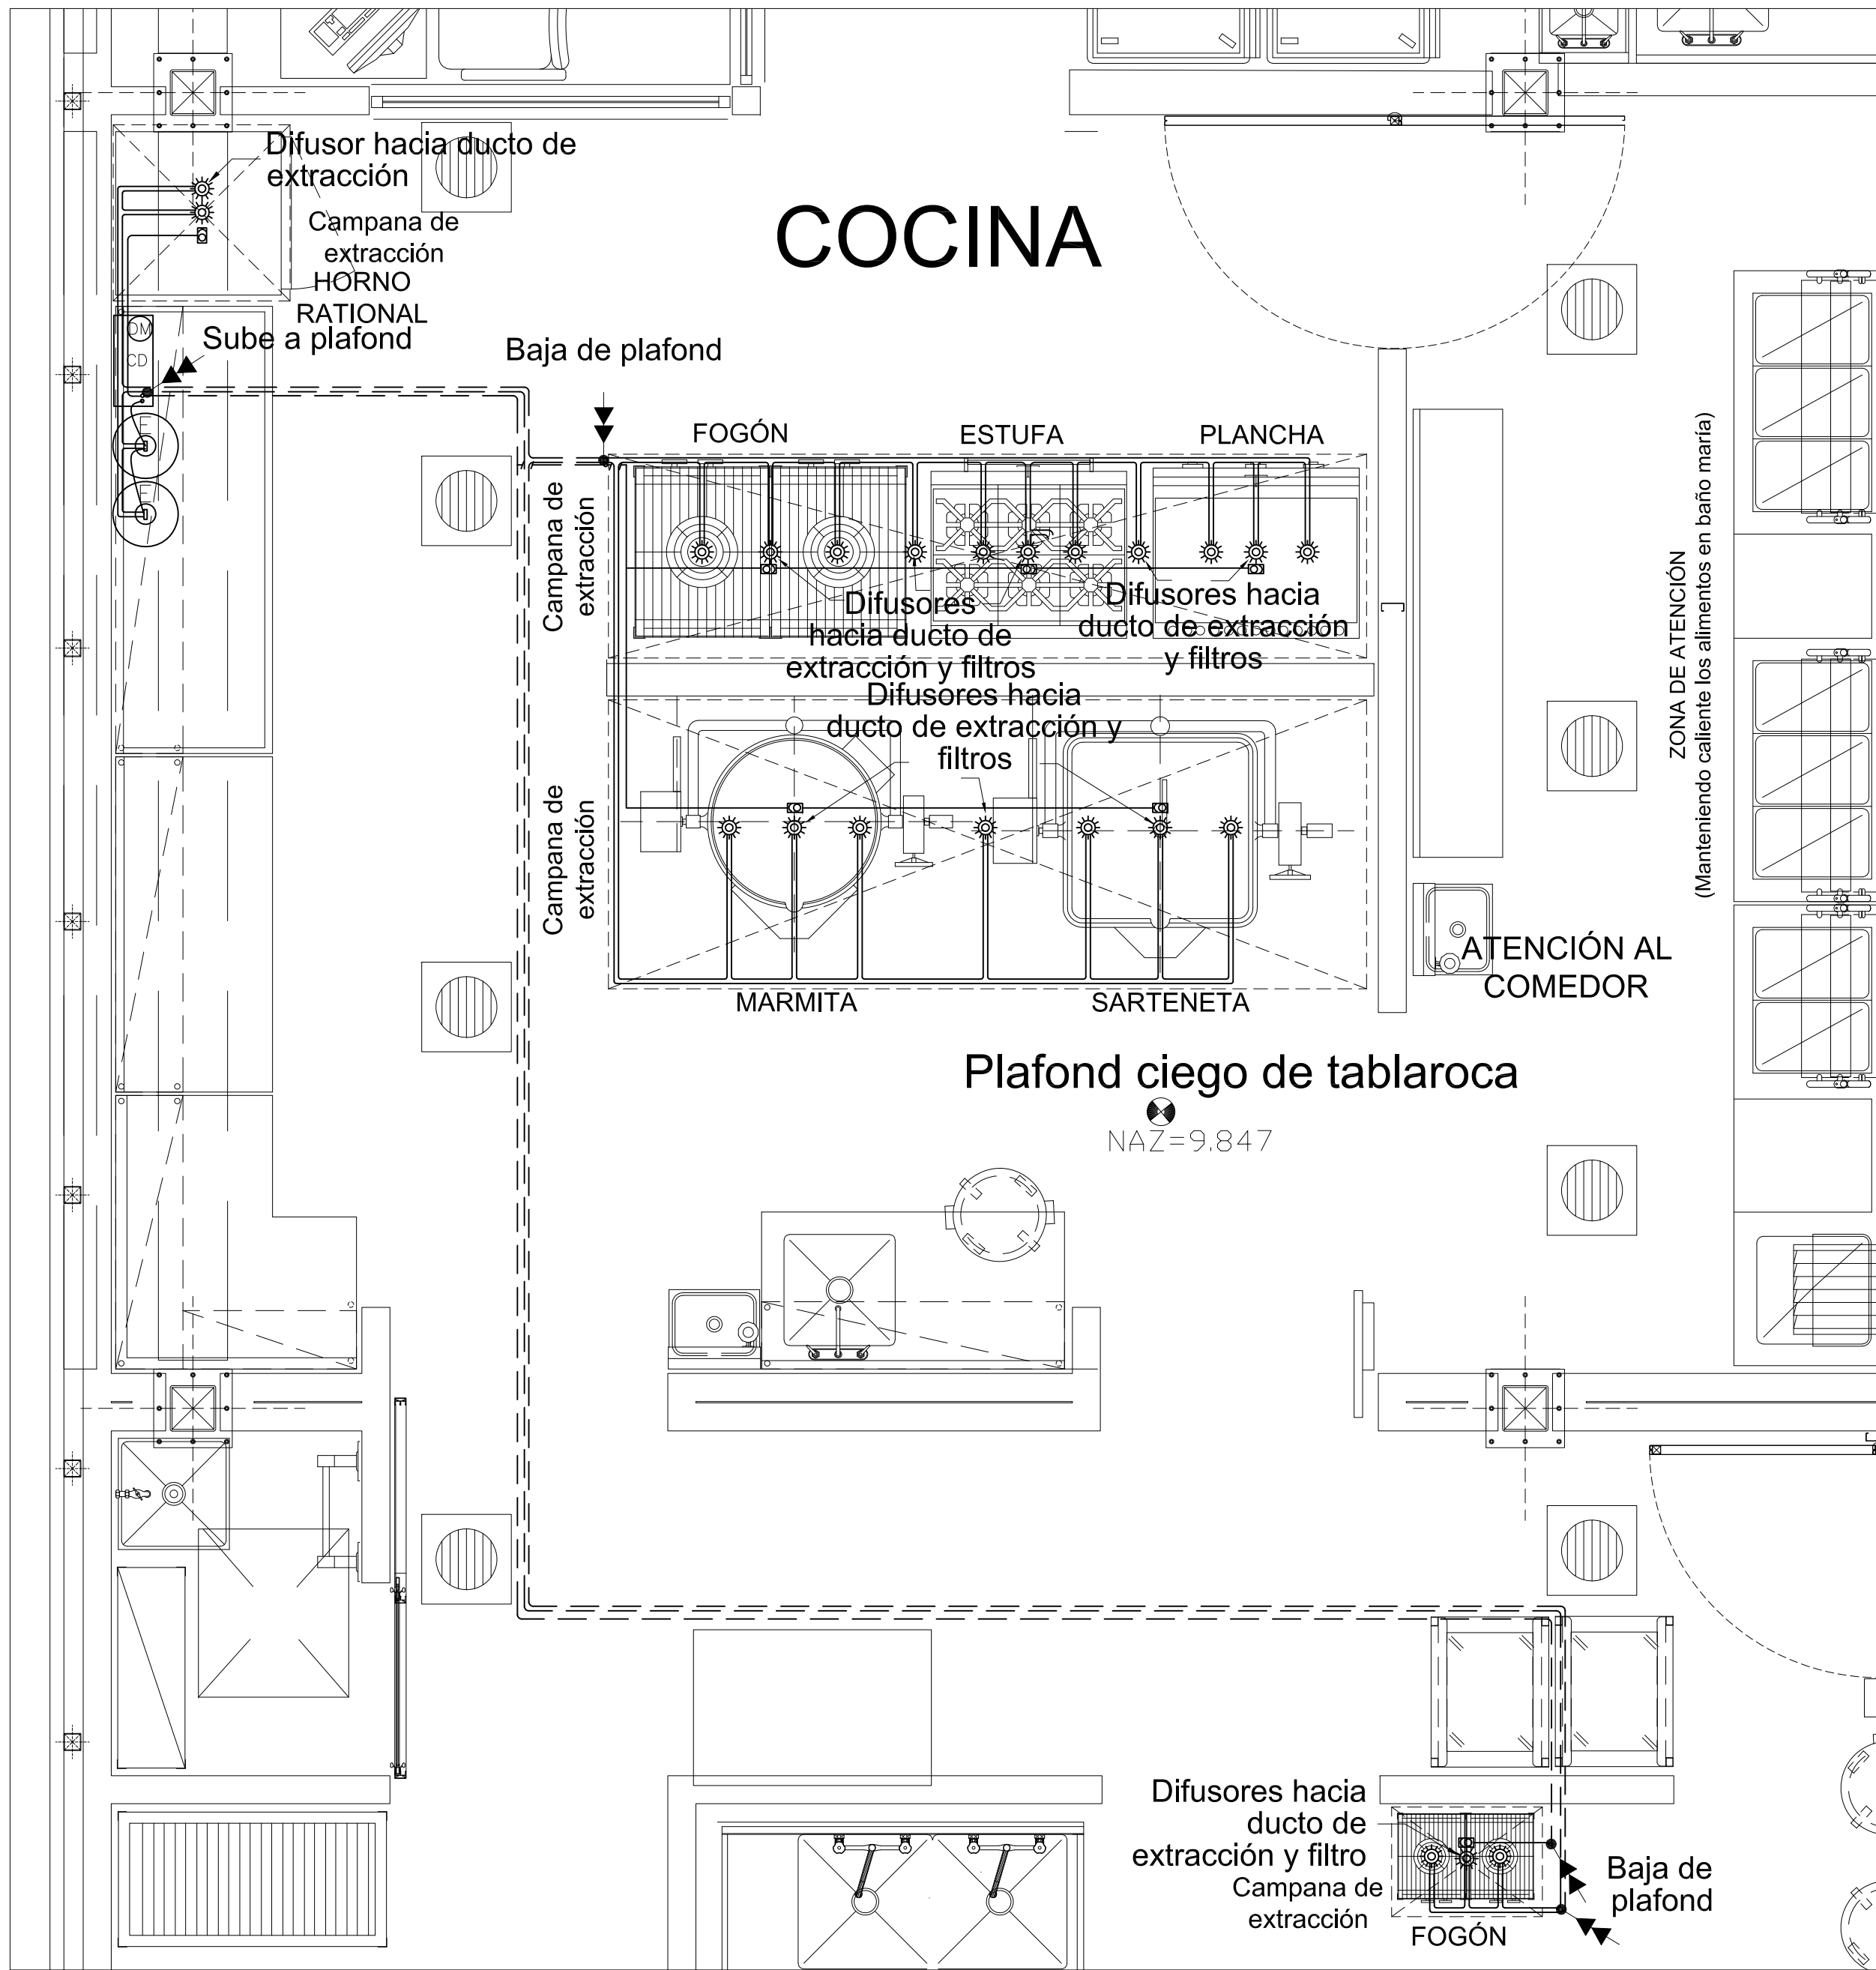 Difusor hacia ducto de
extracción
Campana de
extracción
HORNO
RATIONAL
COCINA
OM
CD
Sube a plafond
Baja de plafond
E
E
FOGÓN
ESTUFA
PLANCHA
Campana de
extracción
Difusores
hacia ducto de
extracción y filtros
Difusores hacia
ducto de extracción
y filtros
Difusores hacia
ducto de extracción y
filtros
Campana de
extracción
MARMITA
SARTENETA
ZONA DE ATENCIÓN
(Manteniendo caliente los alimentos en baño maría)
ATENCIÓN AL
COMEDOR
Plafond ciego de tablaroca
NAZ=9.847
Difusores hacia
ducto de
extracción y filtro
Campana de
extracción
FOGÓN
Baja de
plafond